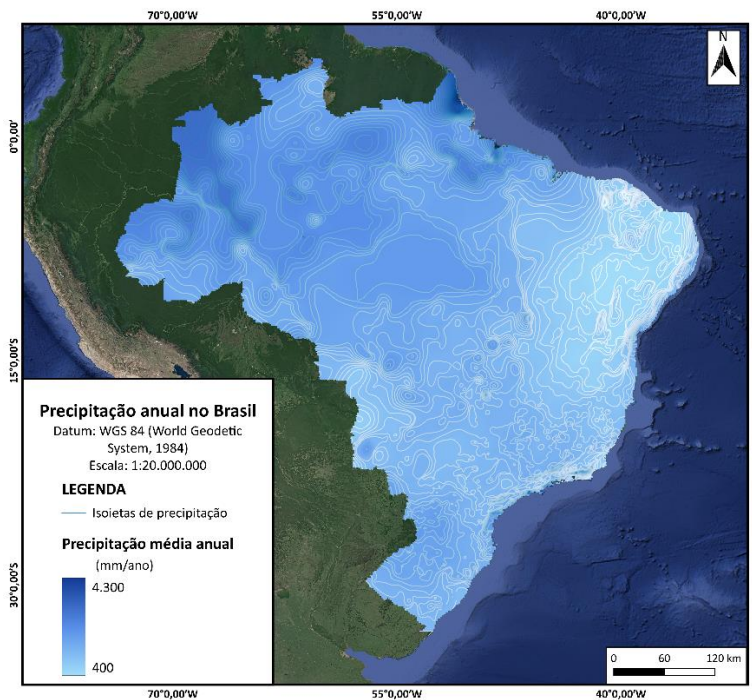 70°0,00'W 55°0,00'W 40°0,00'W
N
0°0,00'
15°0,00'S
30°0,00'S
Precipitação anual no Brasil
Datum: WGS 84 (World Geodetic
System, 1984)
Escala: 1:20.000.000
LEGENDA
Isoietas de precipitação
Precipitação média anual
(mm/ano)
4.300
400
0 60 120 km
70°0,00'W 55°0,00'W 40°0,00'W